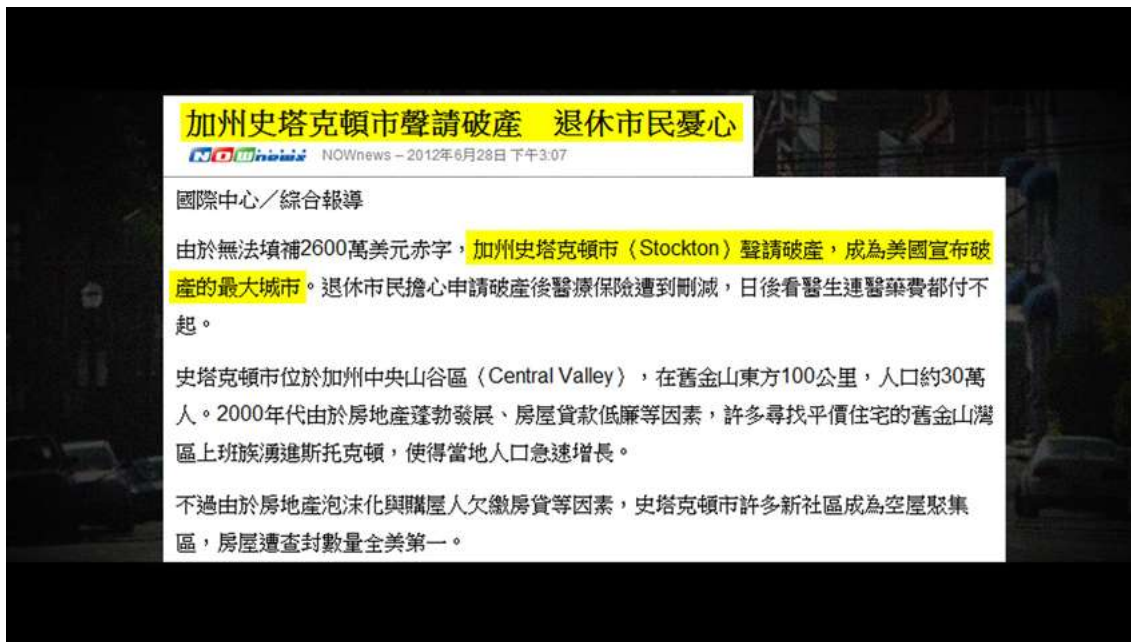 加州史塔克頓市聲請破產　退休市民憂心
NOWnews NOWnews – 2012年6月28日 下午3:07
國際中心／綜合報導
由於無法填補2600萬美元赤字，加州史塔克頓市（Stockton）聲請破產，成為美國宣布破
產的最大城市。退休市民擔心申請破產後醫療保險遭到刪減，日後看醫生連醫藥費都付不
起。
史塔克頓市位於加州中央山谷區（Central Valley），在舊金山東方100公里，人口約30萬
人。2000年代由於房地產蓬勃發展、房屋貸款低廉等因素，許多尋找平價住宅的舊金山灣
區上班族湧進斯托克頓，使得當地人口急速增長。
不過由於房地產泡沫化與購屋人欠繳房貸等因素，史塔克頓市許多新社區成為空屋聚集
區，房屋遭查封數量全美第一。